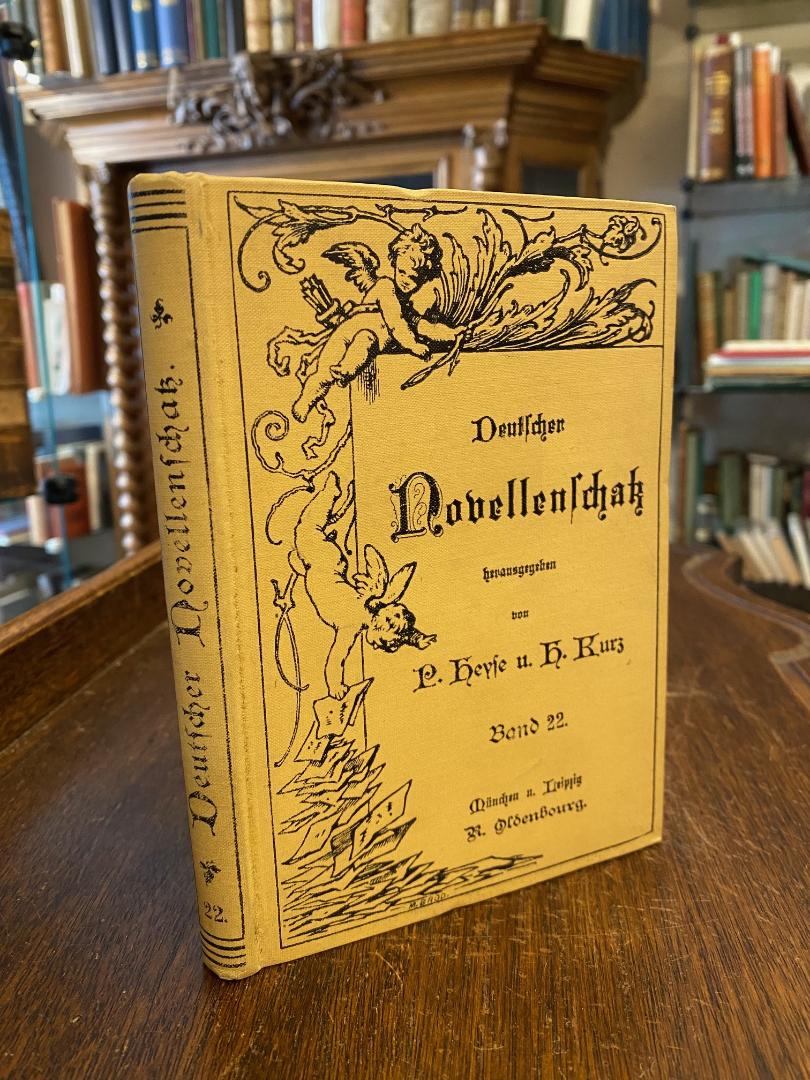 Deutscher
Novellenschatz
herausgegeben
von
P. Heyse u. H. Kurz
Band 22.
München u. Leipzig
R. Oldenbourg.
Deutscher Novellenschatz.
22.